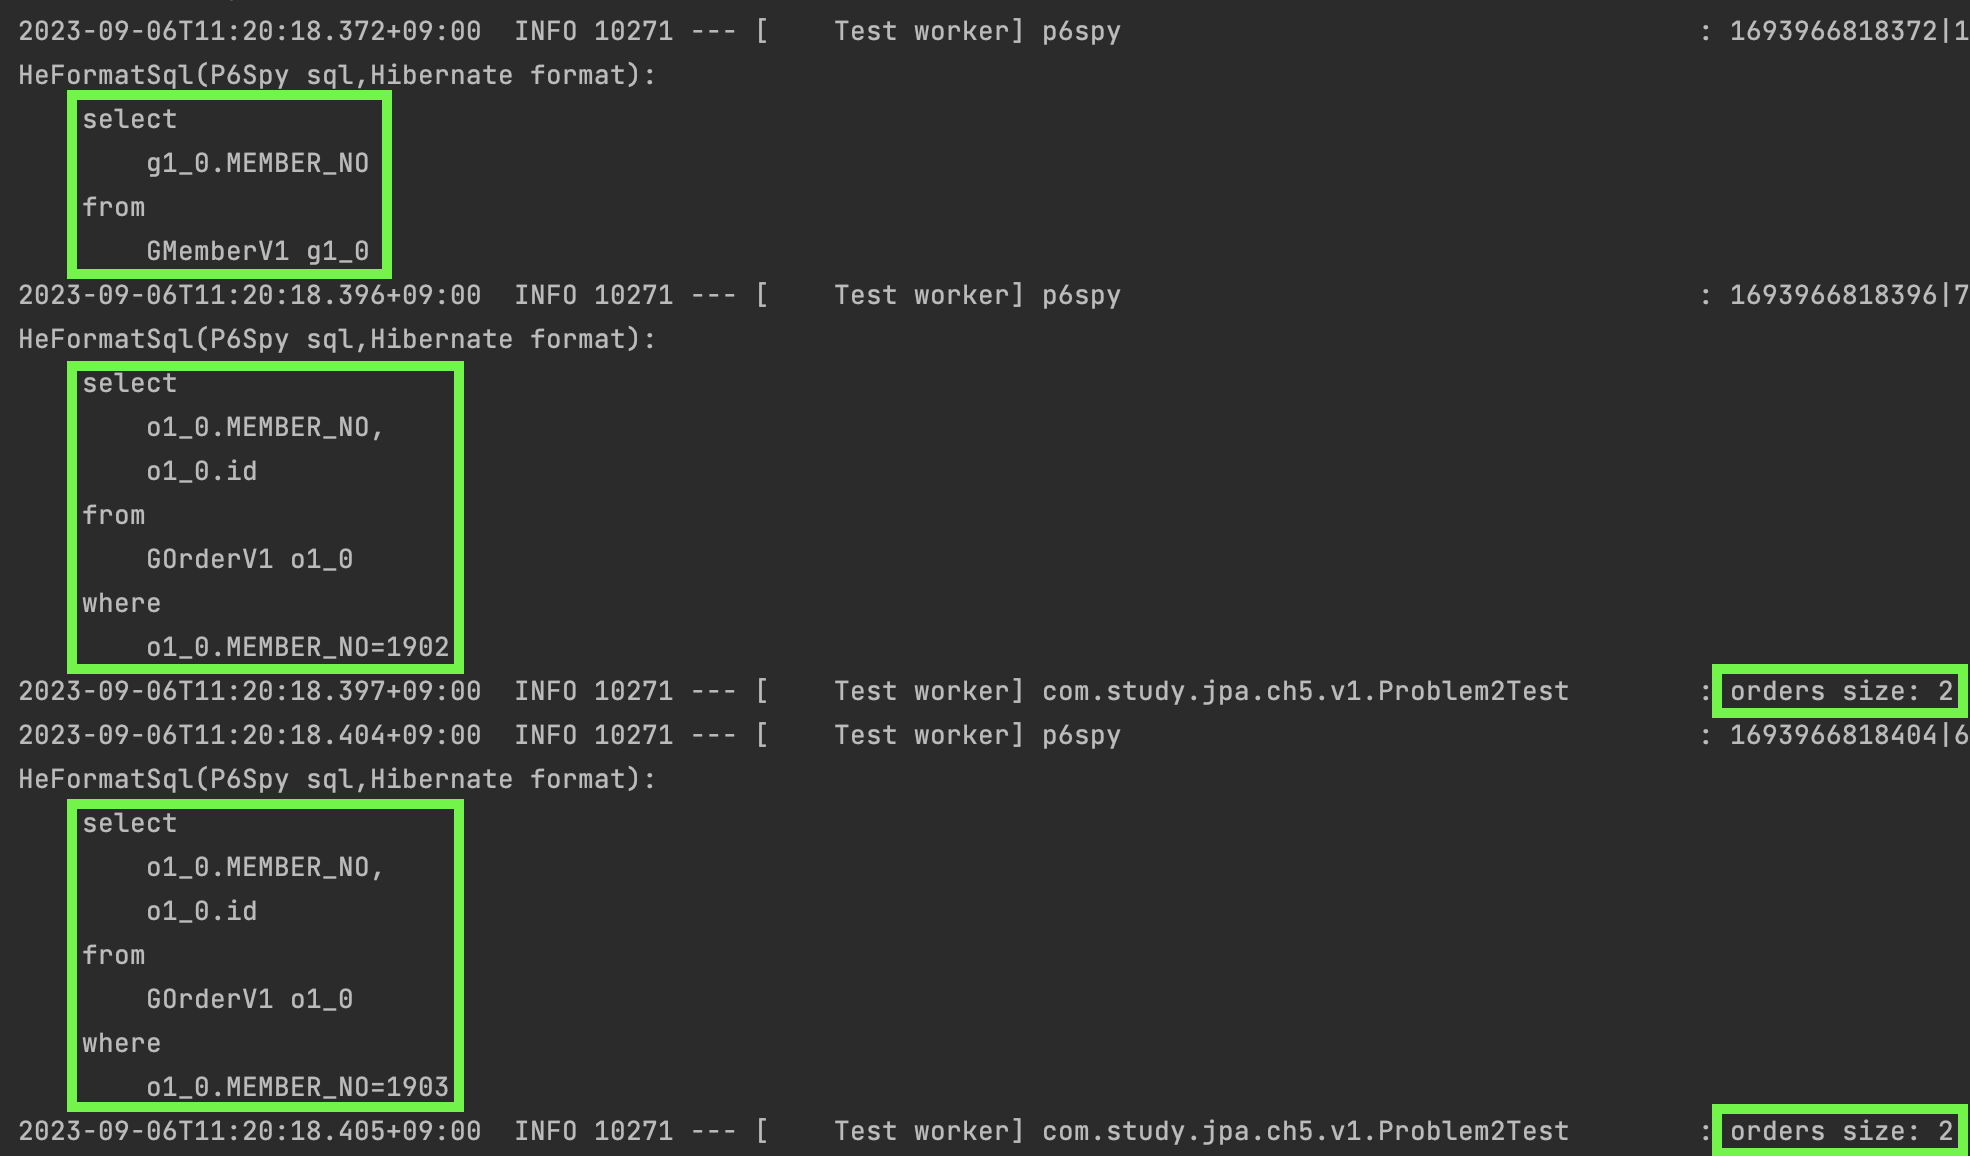 2023-09-06T11:20:18.372+09:00  INFO 10271 --- [    Test worker] p6spy                                    : 1693966818372|1
HeFormatSql(P6Spy sql,Hibernate format):
    select
        g1_0.MEMBER_NO
    from
        GMemberV1 g1_0
2023-09-06T11:20:18.396+09:00  INFO 10271 --- [    Test worker] p6spy                                    : 1693966818396|7
HeFormatSql(P6Spy sql,Hibernate format):
    select
        o1_0.MEMBER_NO,
        o1_0.id
    from
        GOrderV1 o1_0
    where
        o1_0.MEMBER_NO=1902
2023-09-06T11:20:18.397+09:00  INFO 10271 --- [    Test worker] com.study.jpa.ch5.v1.Problem2Test        : orders size: 2
2023-09-06T11:20:18.404+09:00  INFO 10271 --- [    Test worker] p6spy                                    : 1693966818404|6
HeFormatSql(P6Spy sql,Hibernate format):
    select
        o1_0.MEMBER_NO,
        o1_0.id
    from
        GOrderV1 o1_0
    where
        o1_0.MEMBER_NO=1903
2023-09-06T11:20:18.405+09:00  INFO 10271 --- [    Test worker] com.study.jpa.ch5.v1.Problem2Test        : orders size: 2